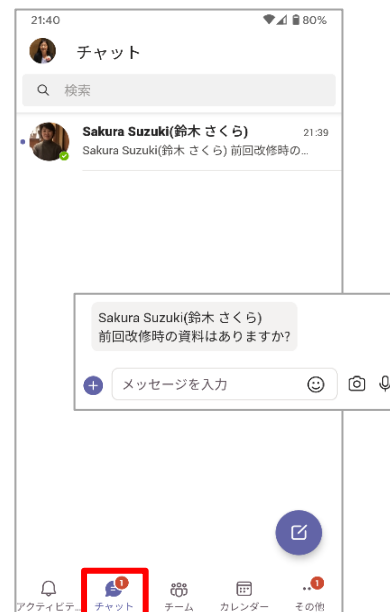 21:40 80%
チャット
検索
Sakura Suzuki(鈴木 さくら) 21:39
Sakura Suzuki(鈴木 さくら) 前回改修時の...
Sakura Suzuki(鈴木 さくら)
前回改修時の資料はありますか?
メッセージを入力
1 1
アクティビテ... チャット チーム カレンダー その他